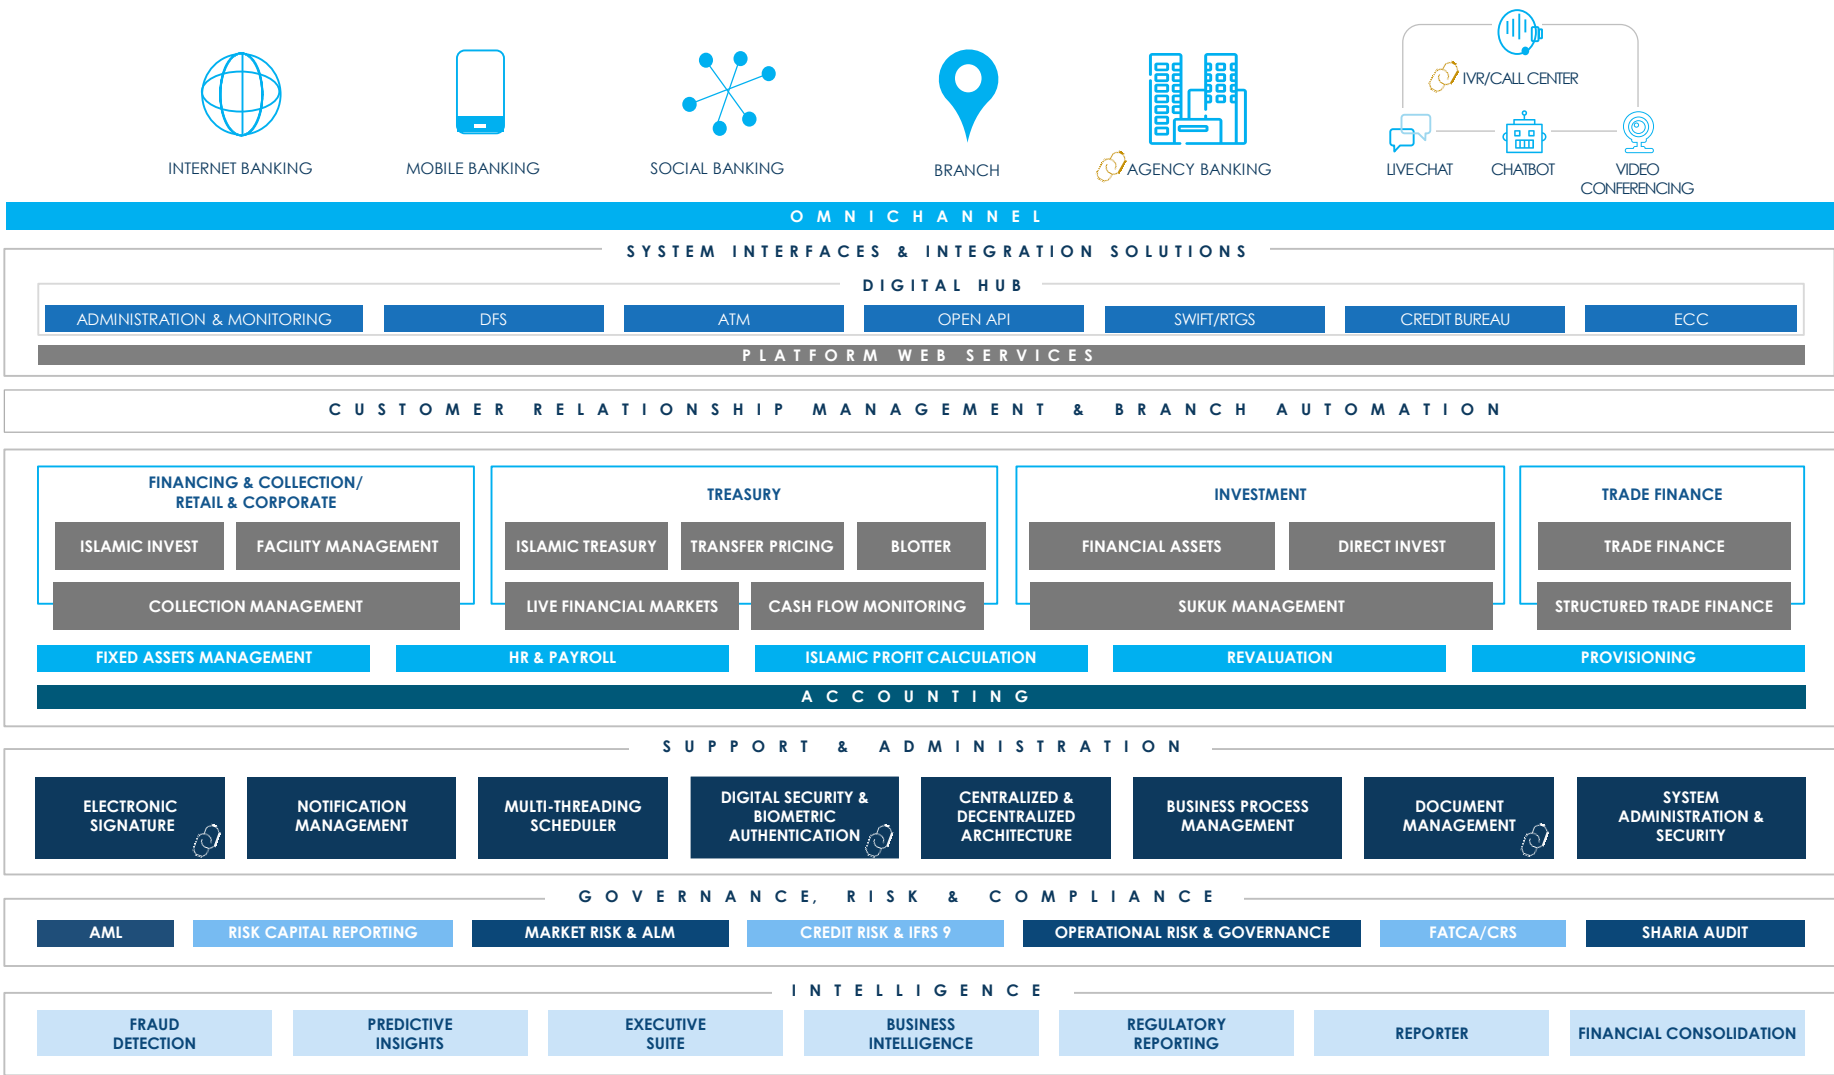 IVR/CALL CENTER
INTERNET BANKING
MOBILE BANKING
SOCIAL BANKING
BRANCH
AGENCY BANKING
LIVE CHAT
CHATBOT
VIDEO
CONFERENCING
OMNICHANNEL
SYSTEM INTERFACES & INTEGRATION SOLUTIONS
DIGITAL HUB
ADMINISTRATION & MONITORING
DFS
ATM
OPEN API
SWIFT/RTGS
CREDIT BUREAU
ECC
PLATFORM WEB SERVICES
CUSTOMER RELATIONSHIP MANAGEMENT & BRANCH AUTOMATION
FINANCING & COLLECTION/
RETAIL & CORPORATE
ISLAMIC INVEST
FACILITY MANAGEMENT
COLLECTION MANAGEMENT
TREASURY
ISLAMIC TREASURY
TRANSFER PRICING
BLOTTER
LIVE FINANCIAL MARKETS
CASH FLOW MONITORING
INVESTMENT
FINANCIAL ASSETS
DIRECT INVEST
SUKUK MANAGEMENT
TRADE FINANCE
TRADE FINANCE
STRUCTURED TRADE FINANCE
FIXED ASSETS MANAGEMENT
HR & PAYROLL
ISLAMIC PROFIT CALCULATION
REVALUATION
PROVISIONING
ACCOUNTING
SUPPORT & ADMINISTRATION
ELECTRONIC
SIGNATURE
NOTIFICATION
MANAGEMENT
MULTI-THREADING
SCHEDULER
DIGITAL SECURITY &
BIOMETRIC
AUTHENTICATION
CENTRALIZED &
DECENTRALIZED
ARCHITECTURE
BUSINESS PROCESS
MANAGEMENT
DOCUMENT
MANAGEMENT
SYSTEM
ADMINISTRATION &
SECURITY
GOVERNANCE, RISK & COMPLIANCE
AML
RISK CAPITAL REPORTING
MARKET RISK & ALM
CREDIT RISK & IFRS 9
OPERATIONAL RISK & GOVERNANCE
FATCA/CRS
SHARIA AUDIT
INTELLIGENCE
FRAUD
DETECTION
PREDICTIVE
INSIGHTS
EXECUTIVE
SUITE
BUSINESS
INTELLIGENCE
REGULATORY
REPORTING
REPORTER
FINANCIAL CONSOLIDATION